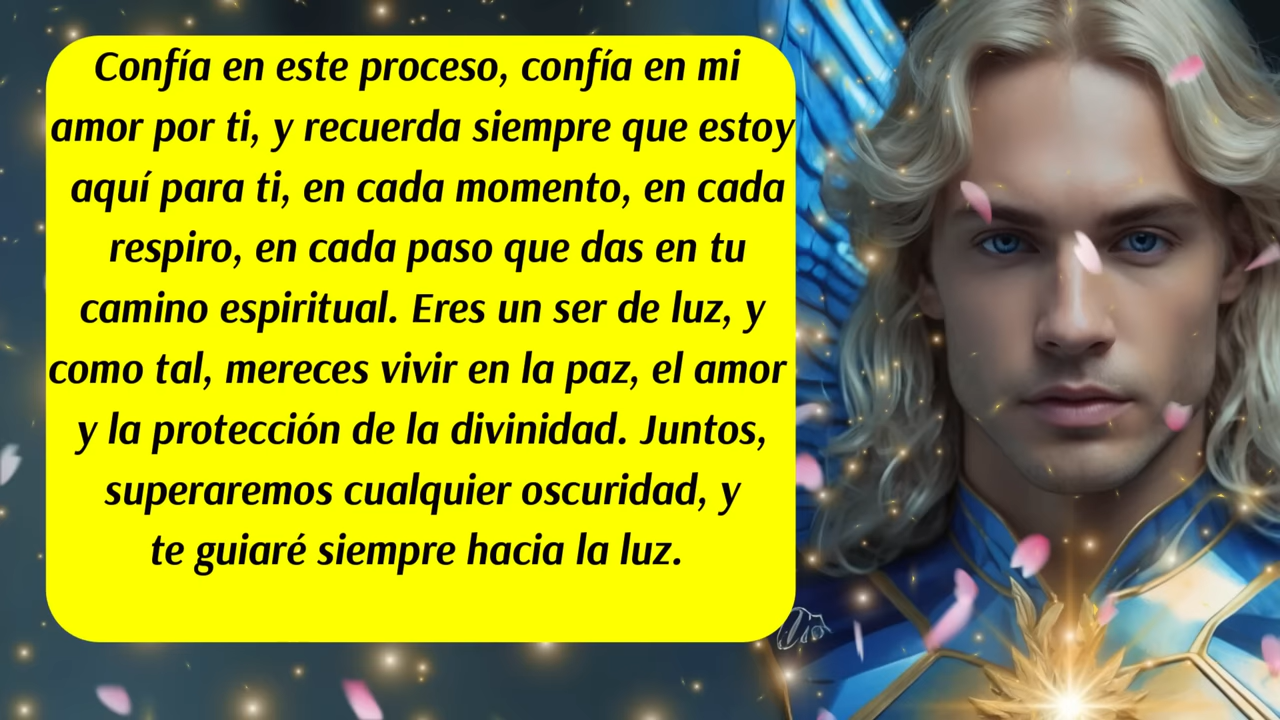 Confía en este proceso, confía en mi
amor por ti, y recuerda siempre que estoy
aquí para ti, en cada momento, en cada
respiro, en cada paso que das en tu
camino espiritual. Eres un ser de luz, y
como tal, mereces vivir en la paz, el amor
y la protección de la divinidad. Juntos,
superaremos cualquier oscuridad, y
te guiaré siempre hacia la luz.